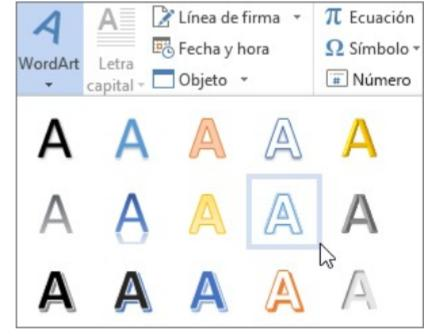 A A Línea de firma π Ecuación
Fecha y hora Ω Símbolo
WordArt Letra capital Objeto # Número
A A A A A
A A A A A
A A A A A